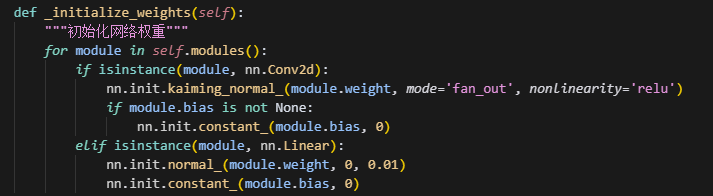 def _initialize_weights(self):
    """初始化网络权重"""
    for module in self.modules():
        if isinstance(module, nn.Conv2d):
            nn.init.kaiming_normal_(module.weight, mode='fan_out', nonlinearity='relu')
            if module.bias is not None:
                nn.init.constant_(module.bias, 0)
        elif isinstance(module, nn.Linear):
            nn.init.normal_(module.weight, 0, 0.01)
            nn.init.constant_(module.bias, 0)